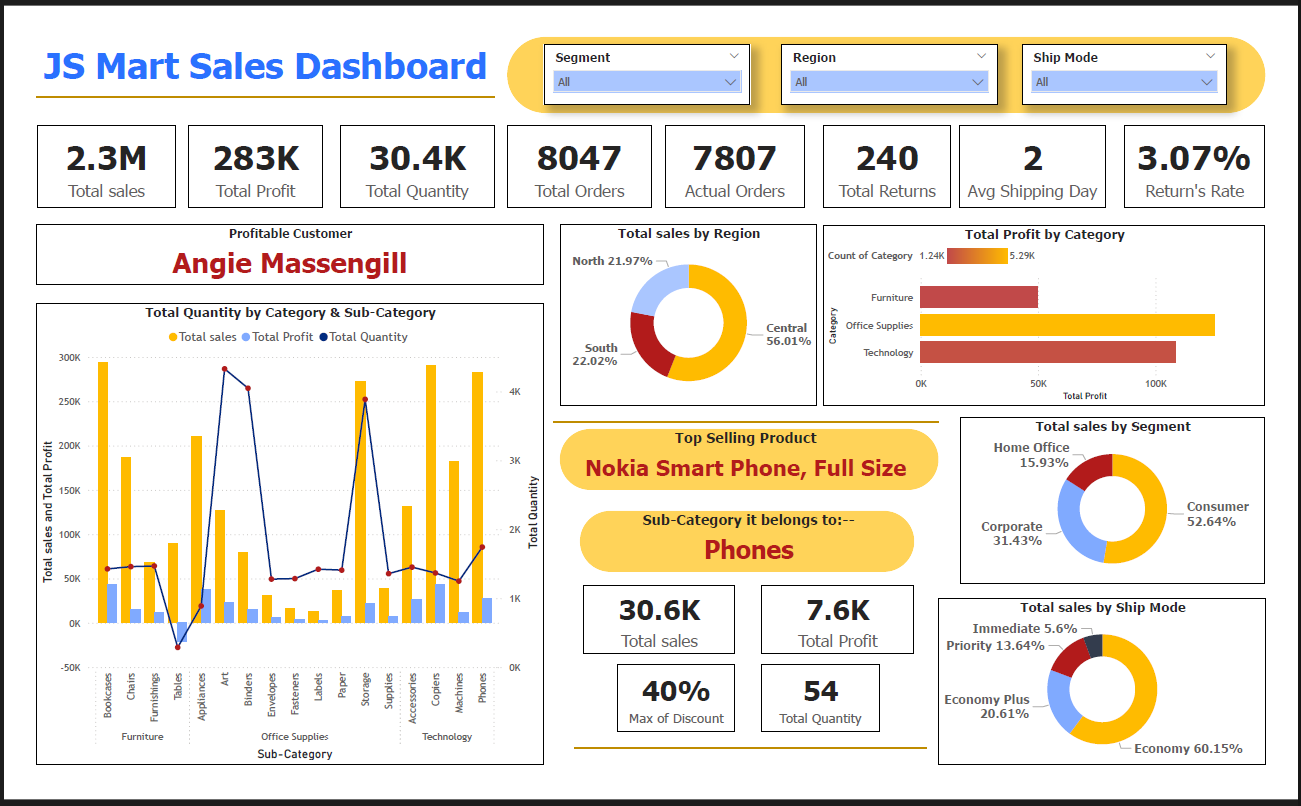 JS Mart Sales Dashboard
Segment
All
Region
All
Ship Mode
All
2.3M
Total sales
283K
Total Profit
30.4K
Total Quantity
8047
Total Orders
7807
Actual Orders
240
Total Returns
2
Avg Shipping Day
3.07%
Return's Rate
Profitable Customer
Angie Massengill
Total Quantity by Category & Sub-Category
Total sales Total Profit Total Quantity
Total sales and Total Profit
300K
250K
200K
150K
100K
50K
0K
-50K
4K
3K
2K
1K
0K
Total Quantity
Bookcases
Chairs
Furnishings
Tables
Appliances
Art
Binders
Envelopes
Fasteners
Labels
Paper
Storage
Supplies
Accessories
Copiers
Machines
Phones
Furniture Office Supplies Technology
Sub-Category
Total sales by Region
North 21.97%
Central
56.01%
South
22.02%
Total Profit by Category
Count of Category 1.24K 5.29K
Category
Furniture
Office Supplies
Technology
0K 50K 100K
Total Profit
Top Selling Product
Nokia Smart Phone, Full Size
Sub-Category it belongs to:--
Phones
30.6K
Total sales
7.6K
Total Profit
40%
Max of Discount
54
Total Quantity
Total sales by Segment
Home Office
15.93%
Consumer
52.64%
Corporate
31.43%
Total sales by Ship Mode
Immediate 5.6%
Priority 13.64%
Economy Plus
20.61%
Economy 60.15%